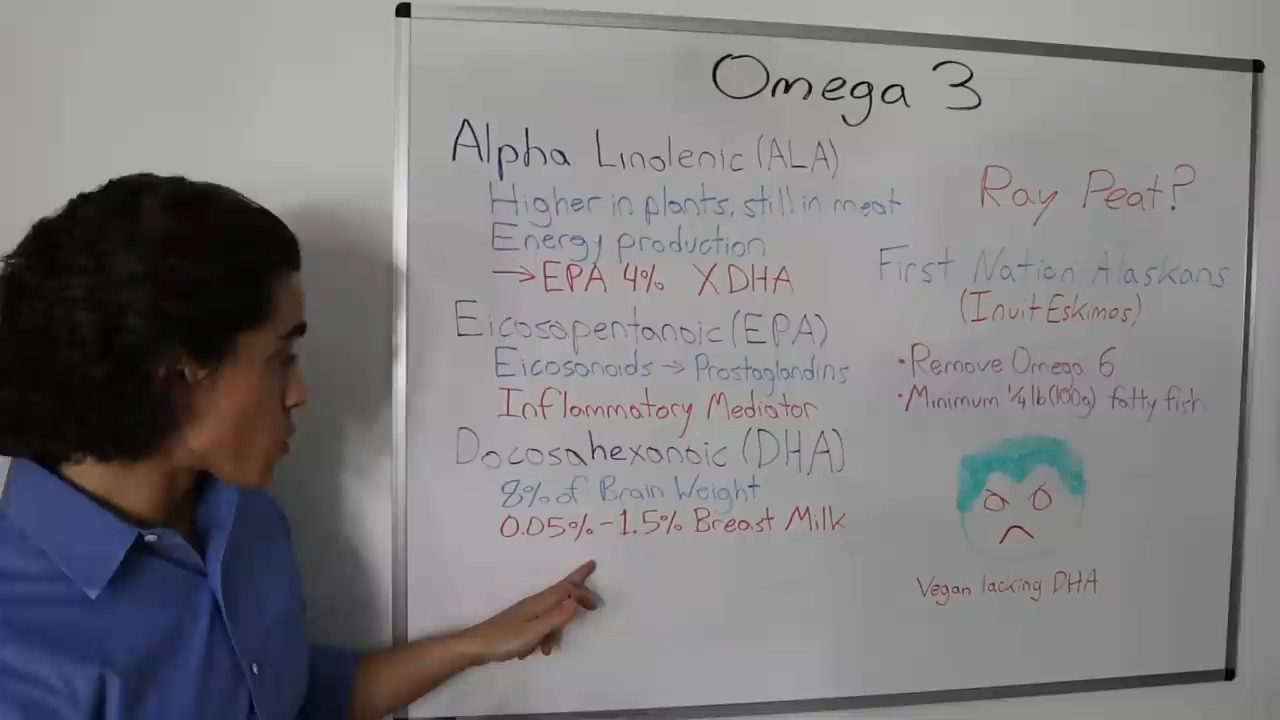 Omega 3
Alpha Linolenic (ALA)
Higher in plants, still in meat
Energy production
→ EPA 4% X DHA
Eicosapentanoic (EPA)
Eicosonoids → Prostaglandins
Inflammatory Mediator
Docosahexonoic (DHA)
8% of Brain Weight
0.05% - 1.5% Breast Milk
Ray Peat?
First Nation Alaskans
(Inuit Eskimos)
• Remove Omega 6
• Minimum 1/4 lb (100g) fatty fish
Vegan lacking DHA